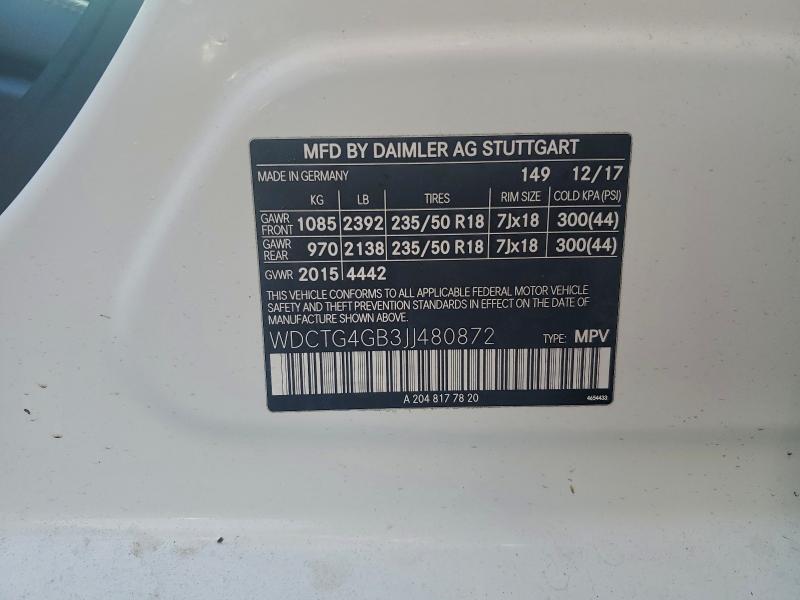 MFD BY DAIMLER AG STUTTGART
MADE IN GERMANY 149 12/17
KG LB TIRES RIM SIZE COLD KPA(PSI)
GAWR FRONT 1085 2392 235/50 R18 7Jx18 300(44)
GAWR REAR 970 2138 235/50 R18 7Jx18 300(44)
GVWR 2015 4442
THIS VEHICLE CONFORMS TO ALL APPLICABLE FEDERAL MOTOR VEHICLE
SAFETY AND THEFT PREVENTION STANDARDS IN EFFECT ON THE DATE OF
MANUFACTURE SHOWN ABOVE.
WDCTG4GB3JJ480872 TYPE: MPV
A 204 817 78 20 4654433